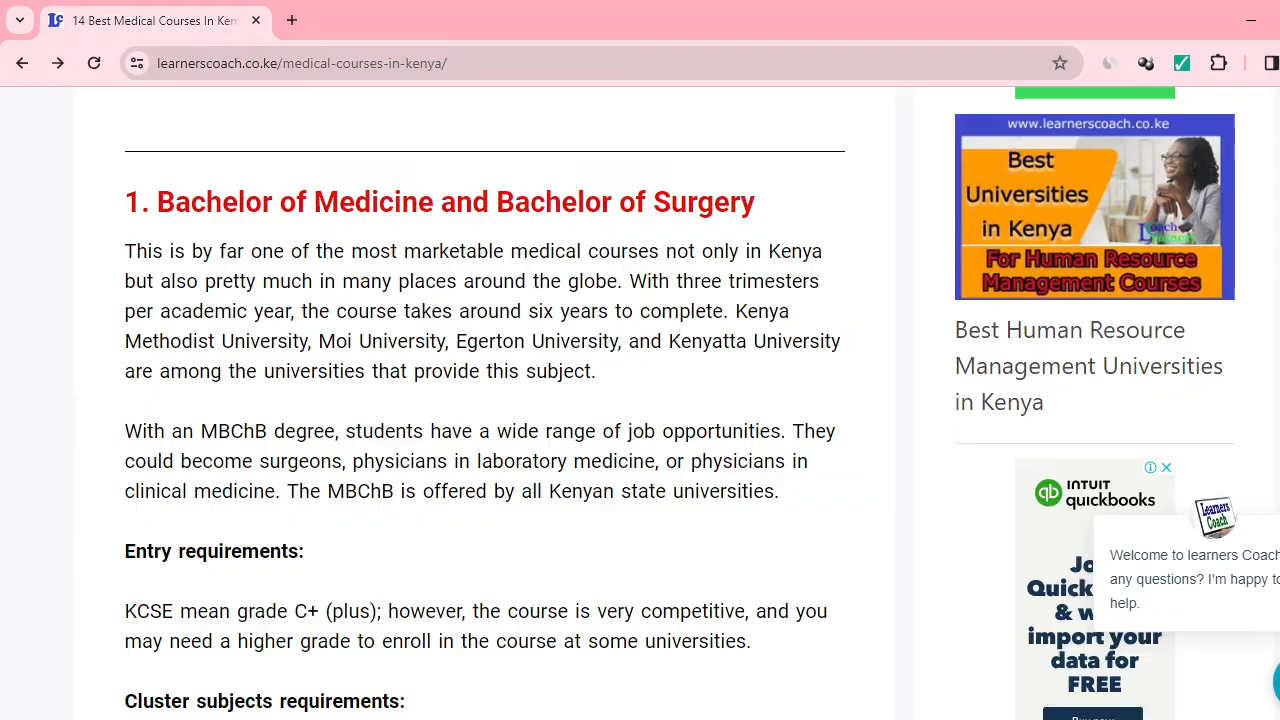 14 Best Medical Courses In Ken
learnerscoach.co.ke/medical-courses-in-kenya/
1. Bachelor of Medicine and Bachelor of Surgery
This is by far one of the most marketable medical courses not only in Kenya
but also pretty much in many places around the globe. With three trimesters
per academic year, the course takes around six years to complete. Kenya
Methodist University, Moi University, Egerton University, and Kenyatta University
are among the universities that provide this subject.
With an MBChB degree, students have a wide range of job opportunities. They
could become surgeons, physicians in laboratory medicine, or physicians in
clinical medicine. The MBChB is offered by all Kenyan state universities.
Entry requirements:
KCSE mean grade C+ (plus); however, the course is very competitive, and you
may need a higher grade to enroll in the course at some universities.
Cluster subjects requirements:
www.learnerscoach.co.ke
Best
Universities
in Kenya
For Human Resource
Management Courses
Best Human Resource
Management Universities
in Kenya
INTUIT
quickbooks
Jo
Quick
& w
import your
data for
FREE
Buy now
Learners
Coach
Welcome to learners Coach
any questions? I'm happy to
help.